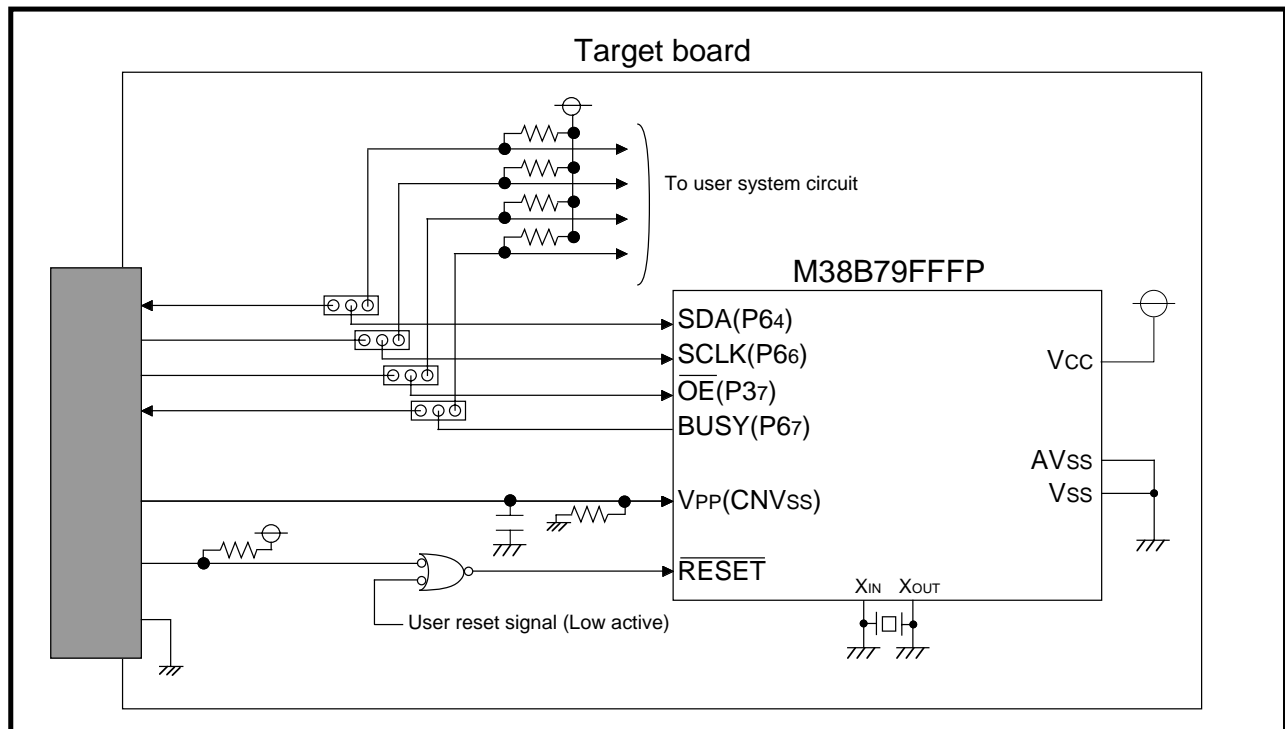 Target board
To user system circuit
M38B79FFFP
SDA(P64)
SCLK(P66)
VCC
OE(P37)
BUSY(P67)
AVSS
VSS
VPP(CNVSS)
RESET
XIN XOUT
User reset signal (Low active)